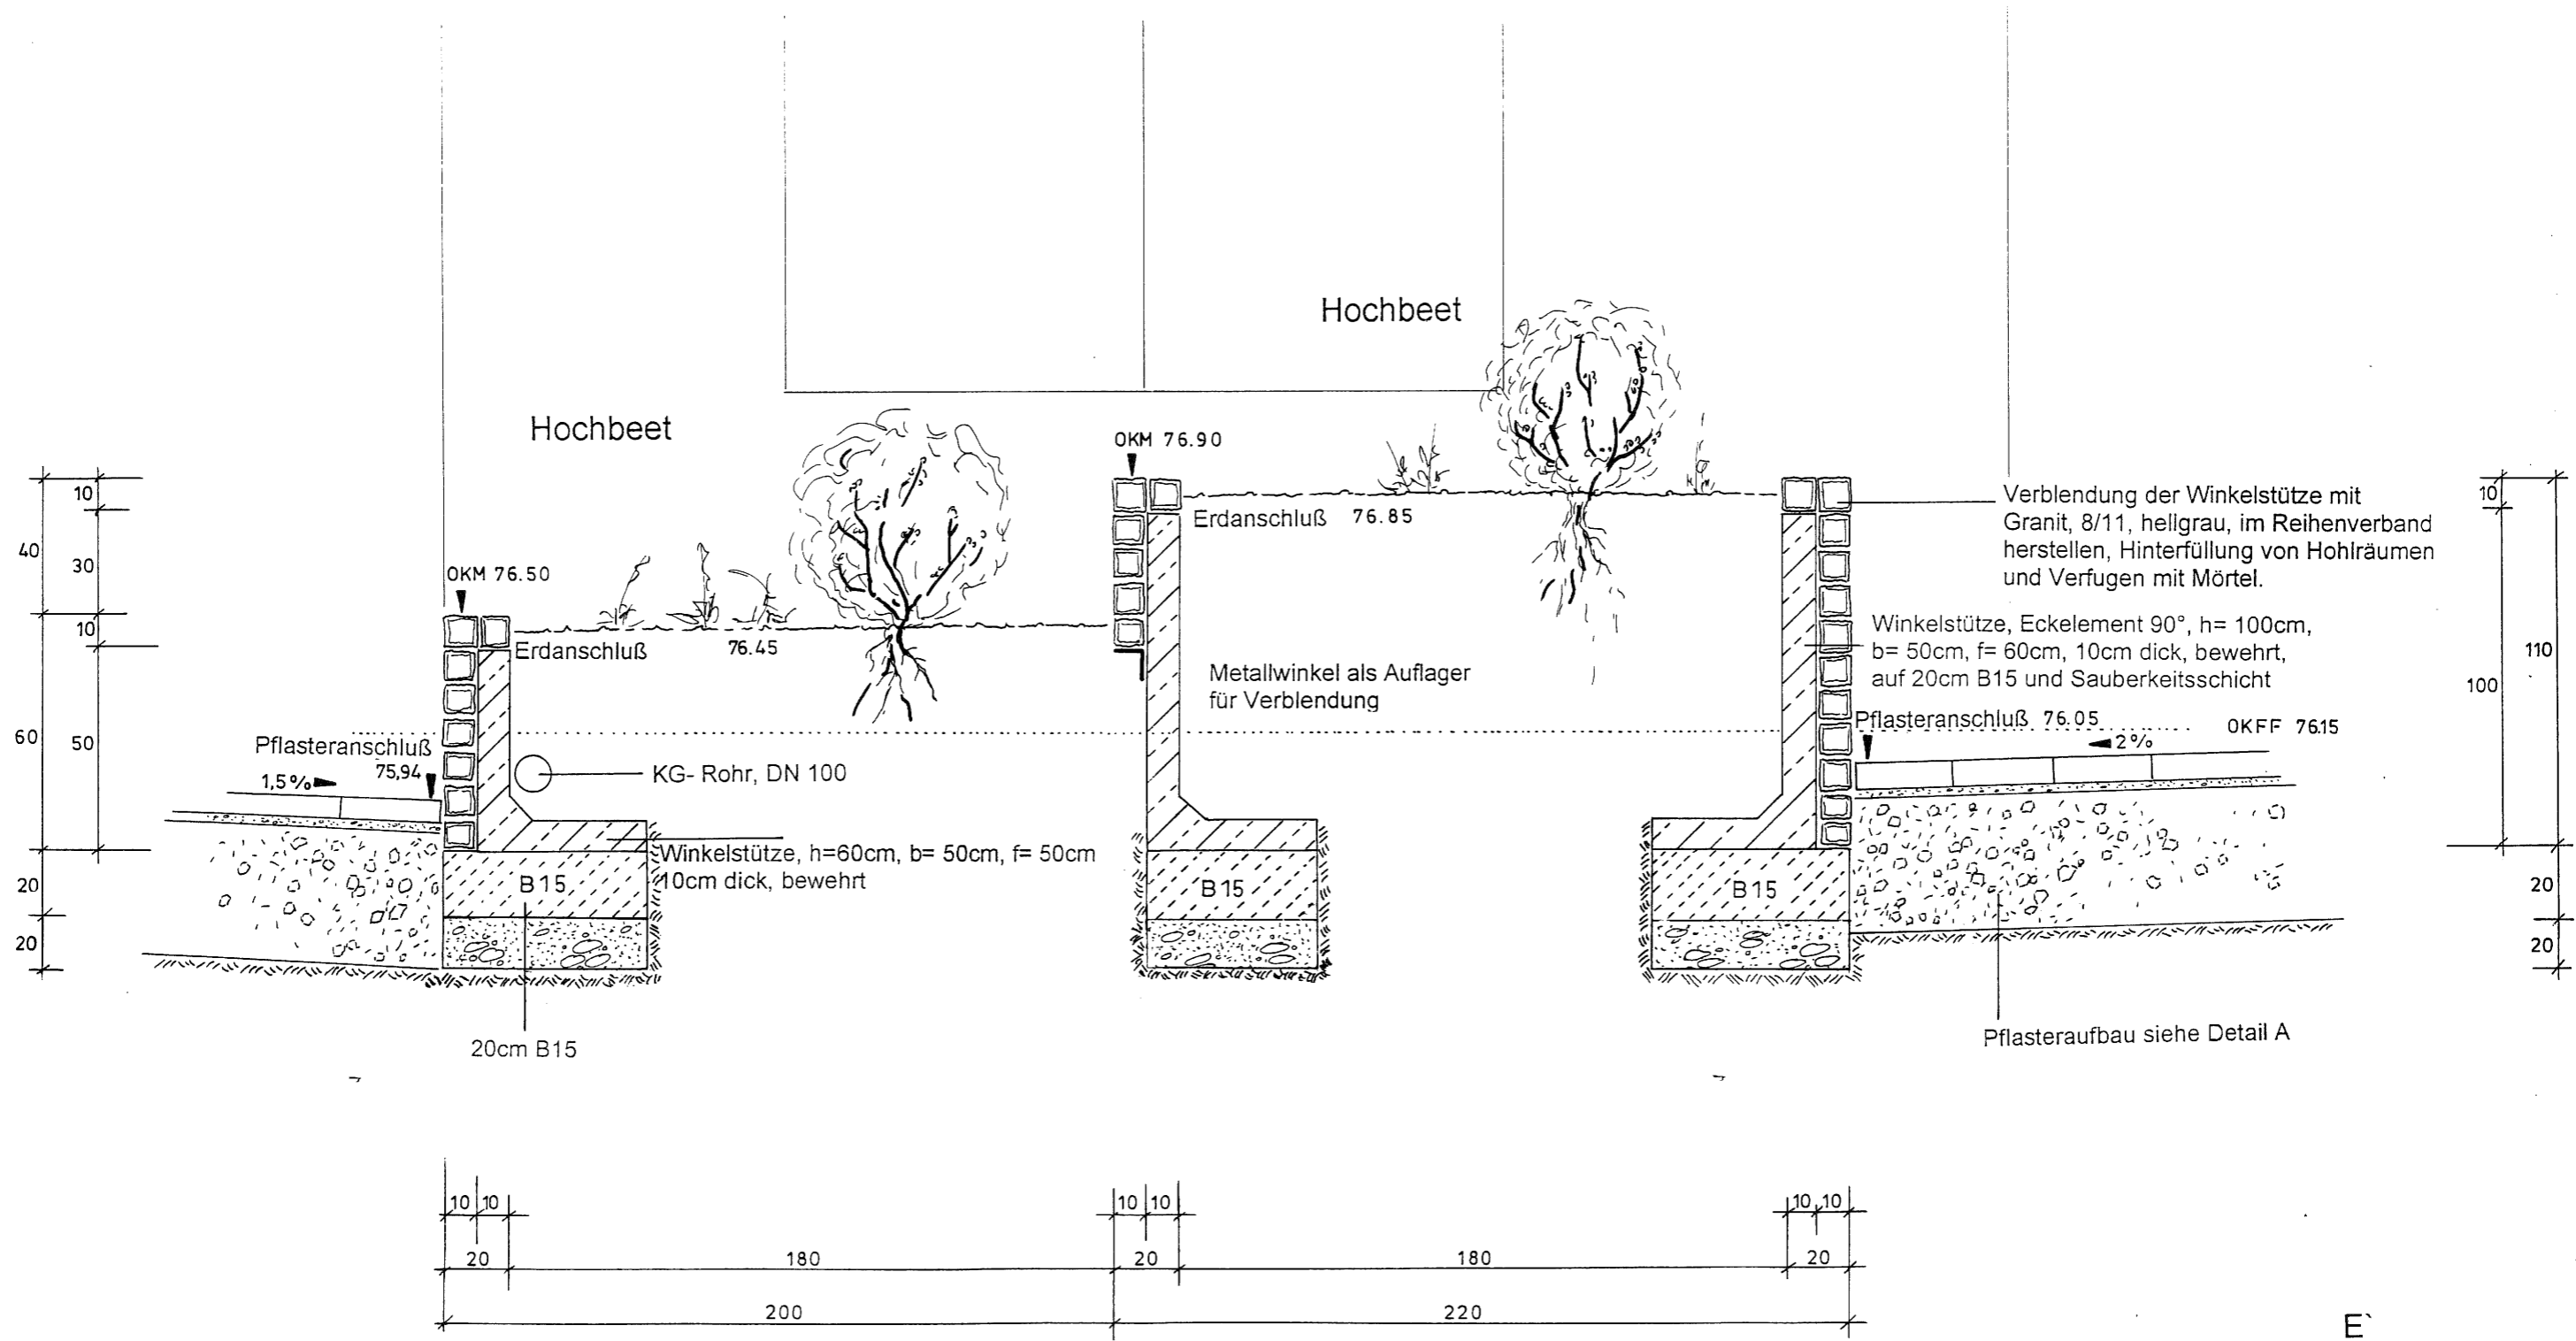 Hochbeet
Hochbeet
OKM 76.90
OKM 76.50
Erdanschluß 76.85
Erdanschluß 76.45
Verblendung der Winkelstütze mit
Granit, 8/11, hellgrau, im Reihenverband
herstellen, Hinterfüllung von Hohlräumen
und Verfugen mit Mörtel.
Winkelstütze, Eckelement 90°, h= 100cm,
b= 50cm, f= 60cm, 10cm dick, bewehrt,
auf 20cm B15 und Sauberkeitsschicht
Metallwinkel als Auflager
für Verblendung
Pflasteranschluß 76.05
OKFF 76.15
2%
Pflasteranschluß
75,94
1,5%
KG- Rohr, DN 100
Winkelstütze, h=60cm, b= 50cm, f= 50cm
10cm dick, bewehrt
B15
B15
B15
20cm B15
Pflasteraufbau siehe Detail A
40
60
20
20
10
30
10
50
10
100
110
20
20
10 10
10 10
10 10
20
180
20
180
20
200
220
E`